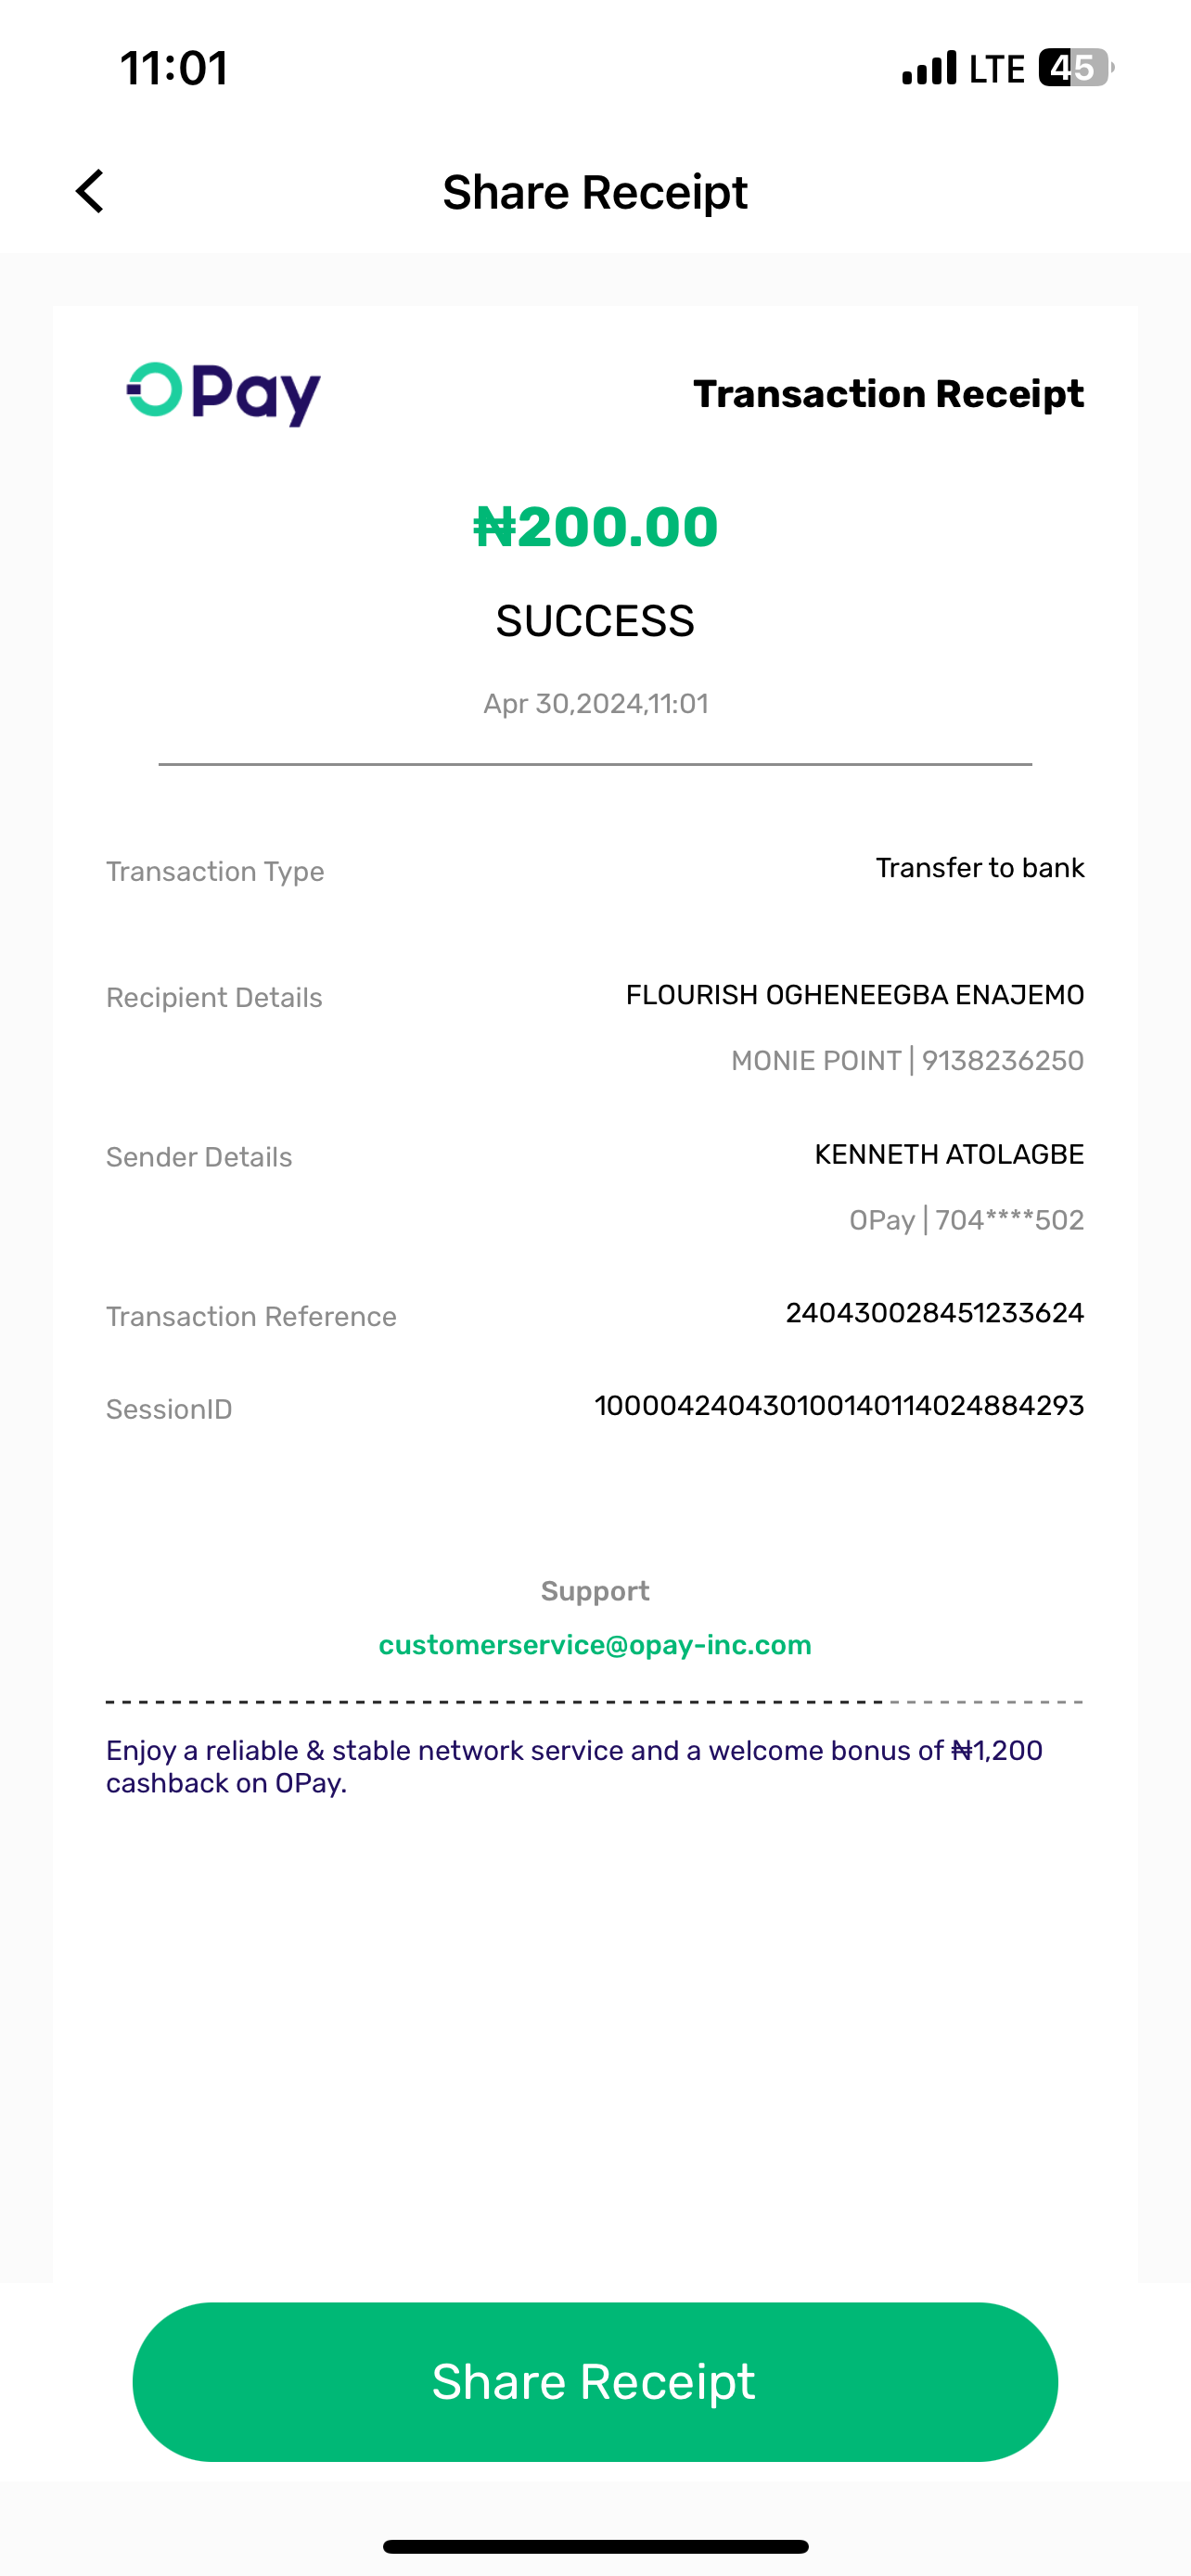 11:01 LTE 45
Share Receipt
OPay Transaction Receipt
₦200.00
SUCCESS
Apr 30,2024,11:01
Transaction Type Transfer to bank
Recipient Details FLOURISH OGHENEEGBA ENAJEMO
MONIE POINT | 9138236250
Sender Details KENNETH ATOLAGBE
OPay | 704****502
Transaction Reference 240430028451233624
SessionID 100004240430100140114024884293
Support
customerservice@opay-inc.com
Enjoy a reliable & stable network service and a welcome bonus of ₦1,200
cashback on OPay.
Share Receipt